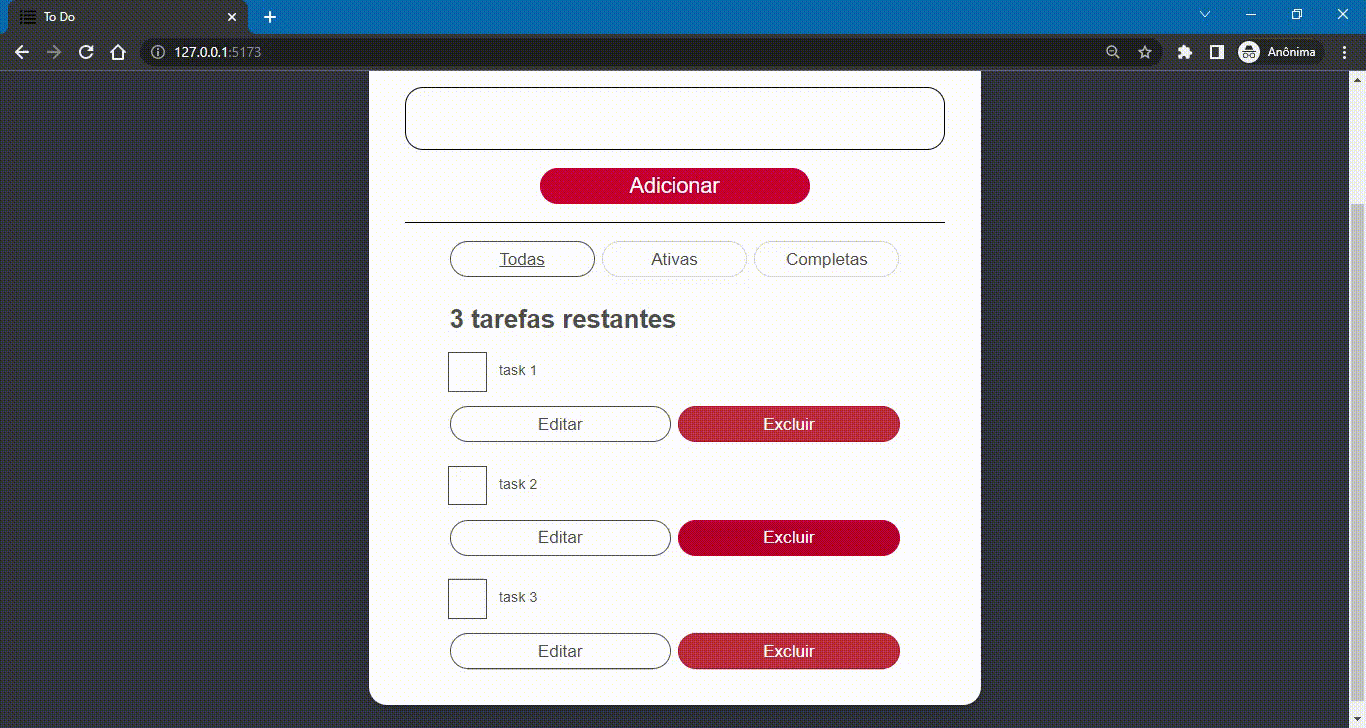 To Do
127.0.0.1:5173
Anônima
Adicionar
Todas Ativas Completas
3 tarefas restantes
task 1
Editar Excluir
task 2
Editar Excluir
task 3
Editar Excluir